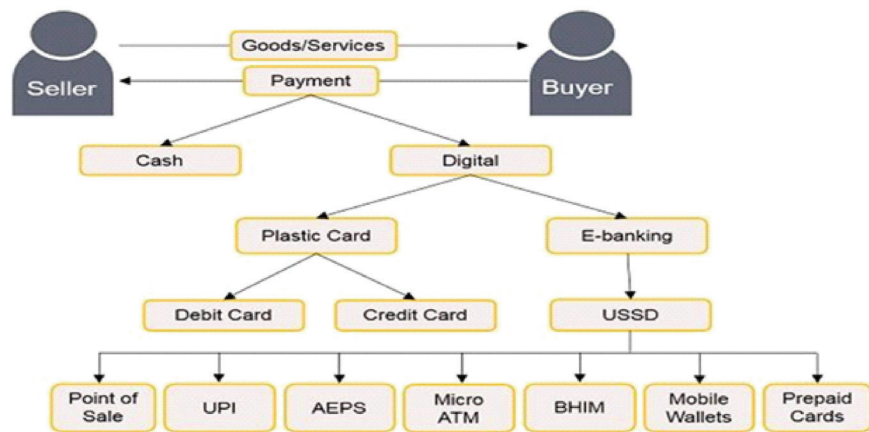 Goods/Services
Seller
Payment
Buyer
Cash
Digital
Plastic Card
E-banking
Debit Card
Credit Card
USSD
Point of
Sale
UPI
AEPS
Micro
ATM
BHIM
Mobile
Wallets
Prepaid
Cards